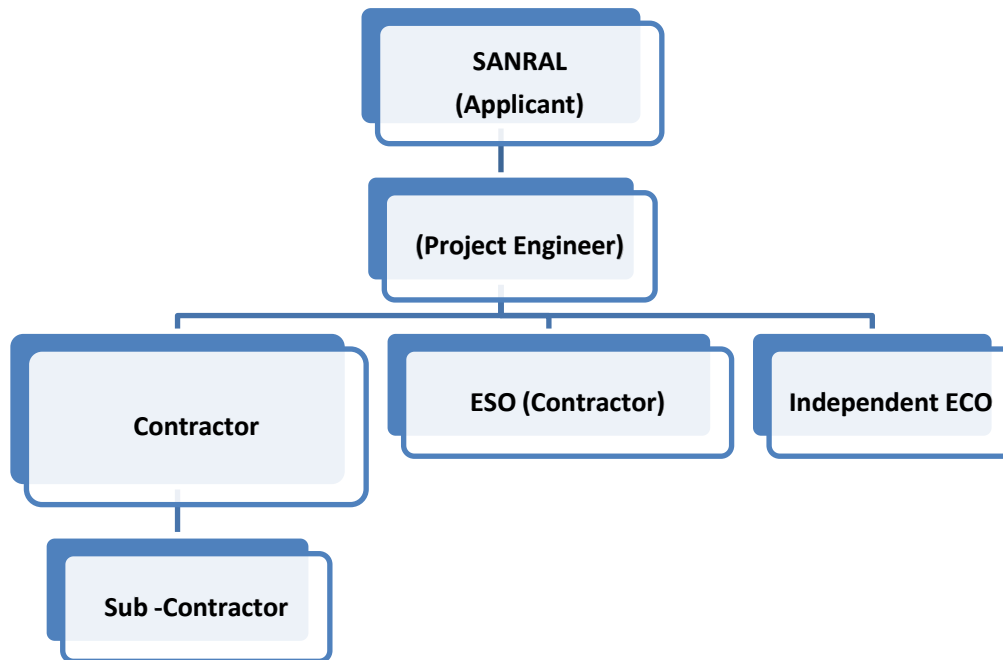 SANRAL
(Applicant)
(Project Engineer)
Contractor
ESO (Contractor)
Independent ECO
Sub -Contractor